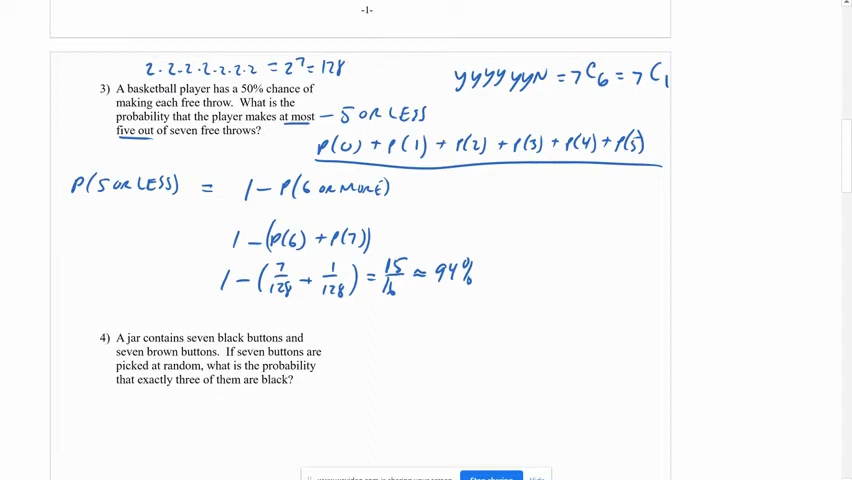 -1-
2·2·2·2·2·2·2 = 2⁷ = 128
yyyyyyN = 7C6 = 7C1
3) A basketball player has a 50% chance of
making each free throw. What is the
probability that the player makes at most
five out of seven free throws?
— 5 OR LESS
P(0) + P(1) + P(2) + P(3) + P(4) + P(5)
P(5 OR LESS) = 1 - P(6 OR MORE)
1 - (P(6) + P(7))
1 - (7/128 + 1/128) = 15/16 ≈ 94%
4) A jar contains seven black buttons and
seven brown buttons. If seven buttons are
picked at random, what is the probability
that exactly three of them are black?